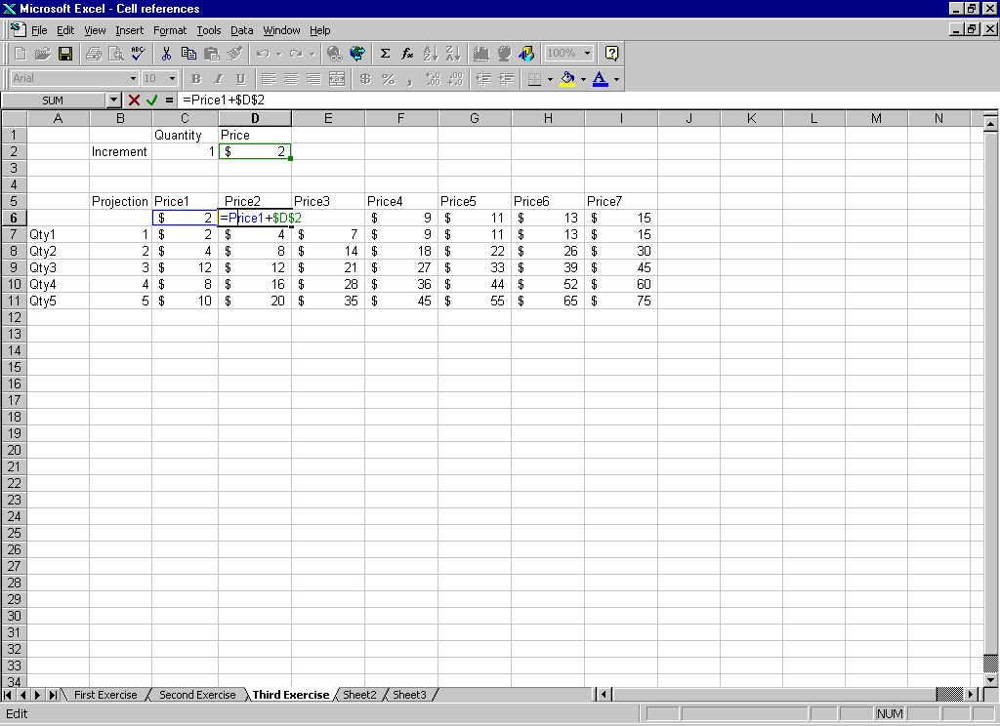 Microsoft Excel - Cell references
File Edit View Insert Format Tools Data Window Help
ABC Σ fx A Z Z A 100% ?
Arial 10 B I U $ % ,
SUM = =Price1+$D$2
A B C D E F G H I J K L M N
1 Quantity Price
2 Increment 1 $ 2
3
4
5 Projection Price1 Price2 Price3 Price4 Price5 Price6 Price7
6 $ 2 =Price1+$D$2 $ 9 $ 11 $ 13 $ 15
7 Qty1 1 $ 2 $ 4 $ 7 $ 9 $ 11 $ 13 $ 15
8 Qty2 2 $ 4 $ 8 $ 14 $ 18 $ 22 $ 26 $ 30
9 Qty3 3 $ 12 $ 12 $ 21 $ 27 $ 33 $ 39 $ 45
10 Qty4 4 $ 8 $ 16 $ 28 $ 36 $ 44 $ 52 $ 60
11 Qty5 5 $ 10 $ 20 $ 35 $ 45 $ 55 $ 65 $ 75
12
13
14
15
16
17
18
19
20
21
22
23
24
25
26
27
28
29
30
31
32
33
34
First Exercise Second Exercise Third Exercise Sheet2 Sheet3
Edit NUM